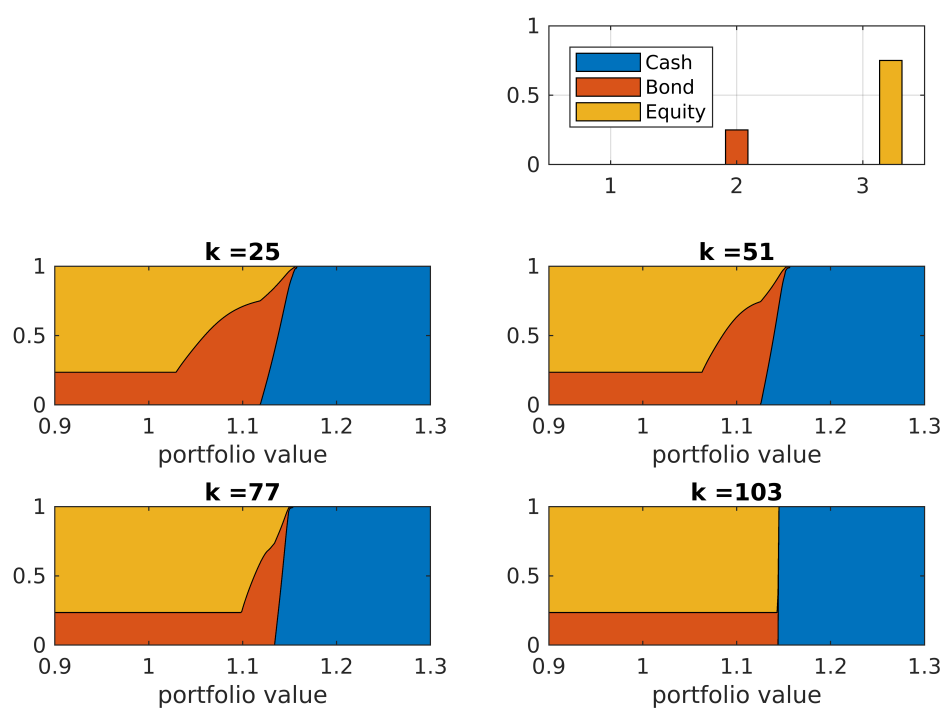 1
Cash
Bond
Equity
0.5
0
1 2 3
k =25
1
0.5
0
0.9 1 1.1 1.2 1.3
portfolio value
k =51
1
0.5
0
0.9 1 1.1 1.2 1.3
portfolio value
k =77
1
0.5
0
0.9 1 1.1 1.2 1.3
portfolio value
k =103
1
0.5
0
0.9 1 1.1 1.2 1.3
portfolio value